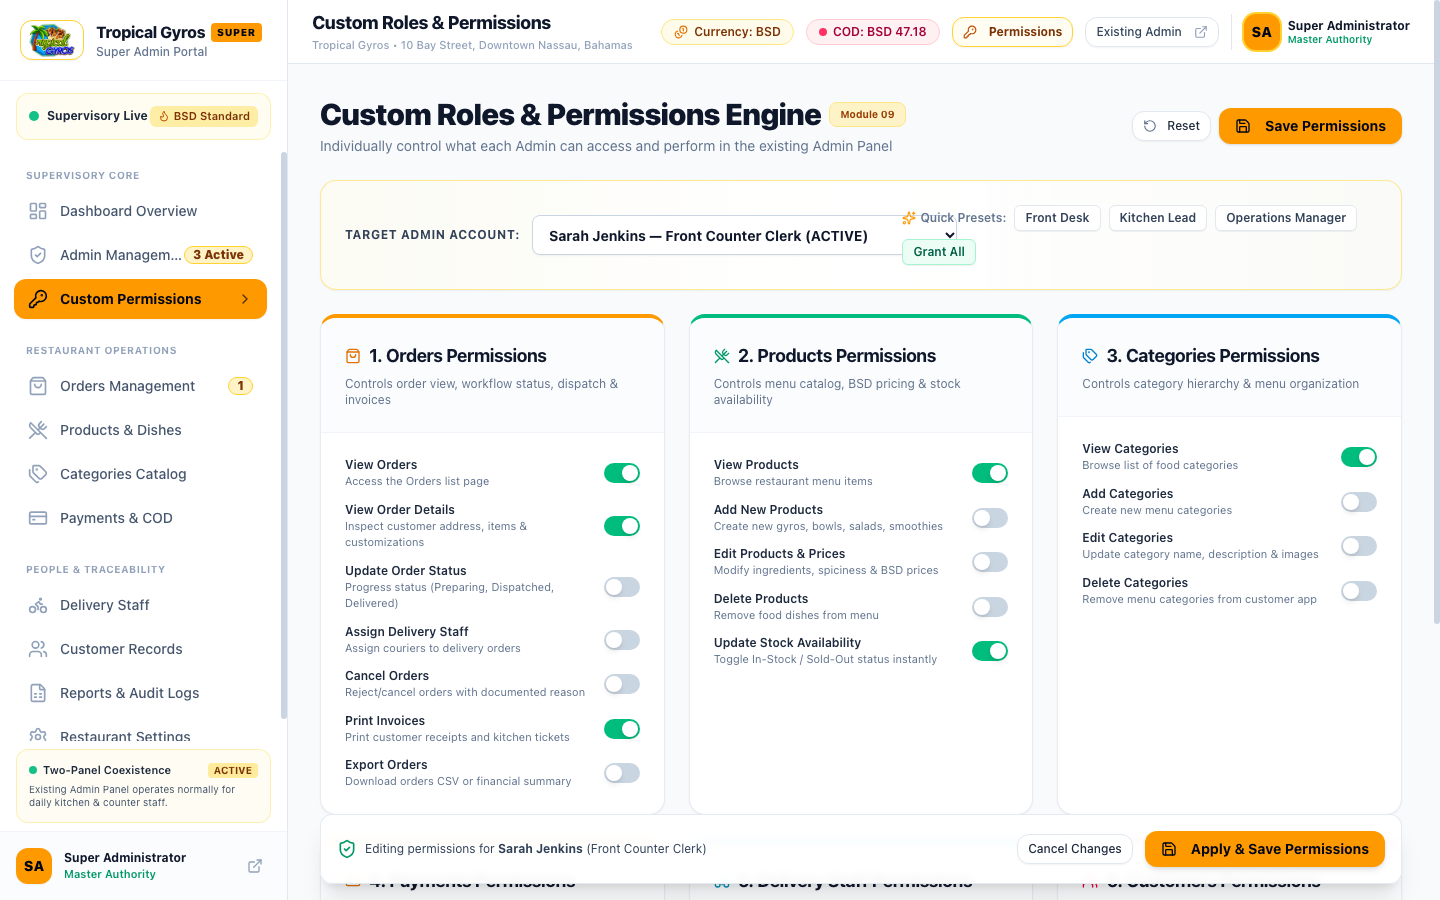 Tropical Gyros SUPER
Super Admin Portal
Supervisory Live BSD Standard
SUPERVISORY CORE
Dashboard Overview
Admin Managem... 3 Active
Custom Permissions
RESTAURANT OPERATIONS
Orders Management 1
Products & Dishes
Categories Catalog
Payments & COD
PEOPLE & TRACEABILITY
Delivery Staff
Customer Records
Reports & Audit Logs
Restaurant Settings
Two-Panel Coexistence ACTIVE
Existing Admin Panel operates normally for
daily kitchen & counter staff.
SA Super Administrator
Master Authority
Custom Roles & Permissions
Tropical Gyros • 10 Bay Street, Downtown Nassau, Bahamas
Currency: BSD
COD: BSD 47.18
Permissions
Existing Admin
SA Super Administrator
Master Authority
Custom Roles & Permissions Engine Module 09
Individually control what each Admin can access and perform in the existing Admin Panel
Reset
Save Permissions
TARGET ADMIN ACCOUNT:
Sarah Jenkins — Front Counter Clerk (ACTIVE)
Quick Presets: Front Desk Kitchen Lead Operations Manager
Grant All
1. Orders Permissions
Controls order view, workflow status, dispatch &
invoices
View Orders
Access the Orders list page
View Order Details
Inspect customer address, items &
customizations
Update Order Status
Progress status (Preparing, Dispatched,
Delivered)
Assign Delivery Staff
Assign couriers to delivery orders
Cancel Orders
Reject/cancel orders with documented reason
Print Invoices
Print customer receipts and kitchen tickets
Export Orders
Download orders CSV or financial summary
2. Products Permissions
Controls menu catalog, BSD pricing & stock
availability
View Products
Browse restaurant menu items
Add New Products
Create new gyros, bowls, salads, smoothies
Edit Products & Prices
Modify ingredients, spiciness & BSD prices
Delete Products
Remove food dishes from menu
Update Stock Availability
Toggle In-Stock / Sold-Out status instantly
3. Categories Permissions
Controls category hierarchy & menu organization
View Categories
Browse list of food categories
Add Categories
Create new menu categories
Edit Categories
Update category name, description & images
Delete Categories
Remove menu categories from customer app
Editing permissions for Sarah Jenkins (Front Counter Clerk)
Cancel Changes
Apply & Save Permissions
4. Payments Permissions
5. Delivery Staff Permissions
6. Customers Permissions